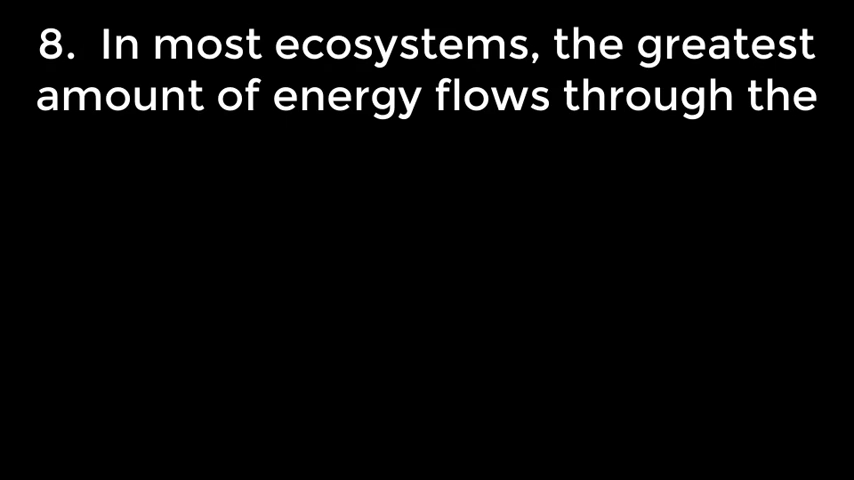 8. In most ecosystems, the greatest
amount of energy flows through the